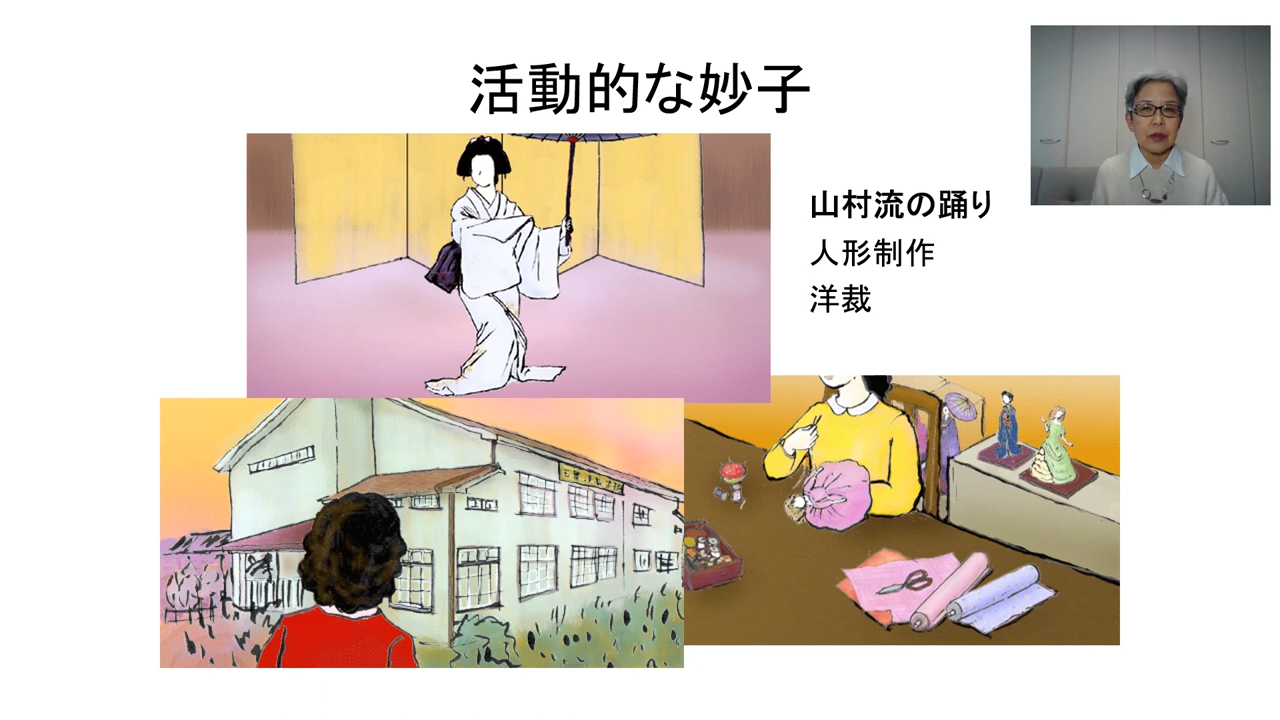 活動的な妙子
山村流の踊り
人形制作
洋裁